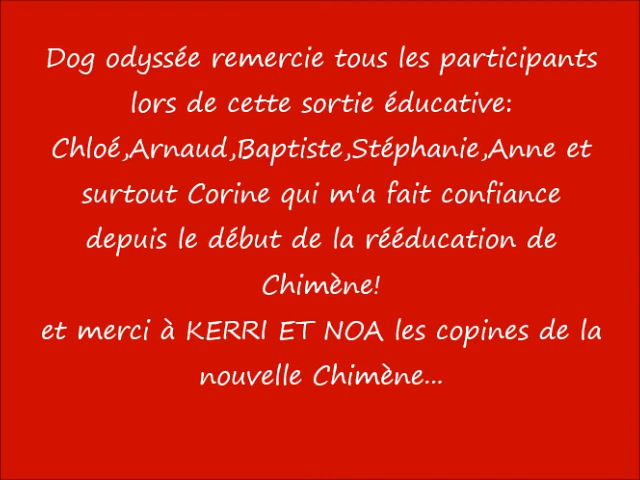 Dog odyssée remercie tous les participants
lors de cette sortie éducative:
Chloé,Arnaud,Baptiste,Stéphanie,Anne et
surtout Corine qui m'a fait confiance
depuis le début de la rééducation de
Chimène!
et merci à KERRI ET NOA les copines de la
nouvelle Chimène...